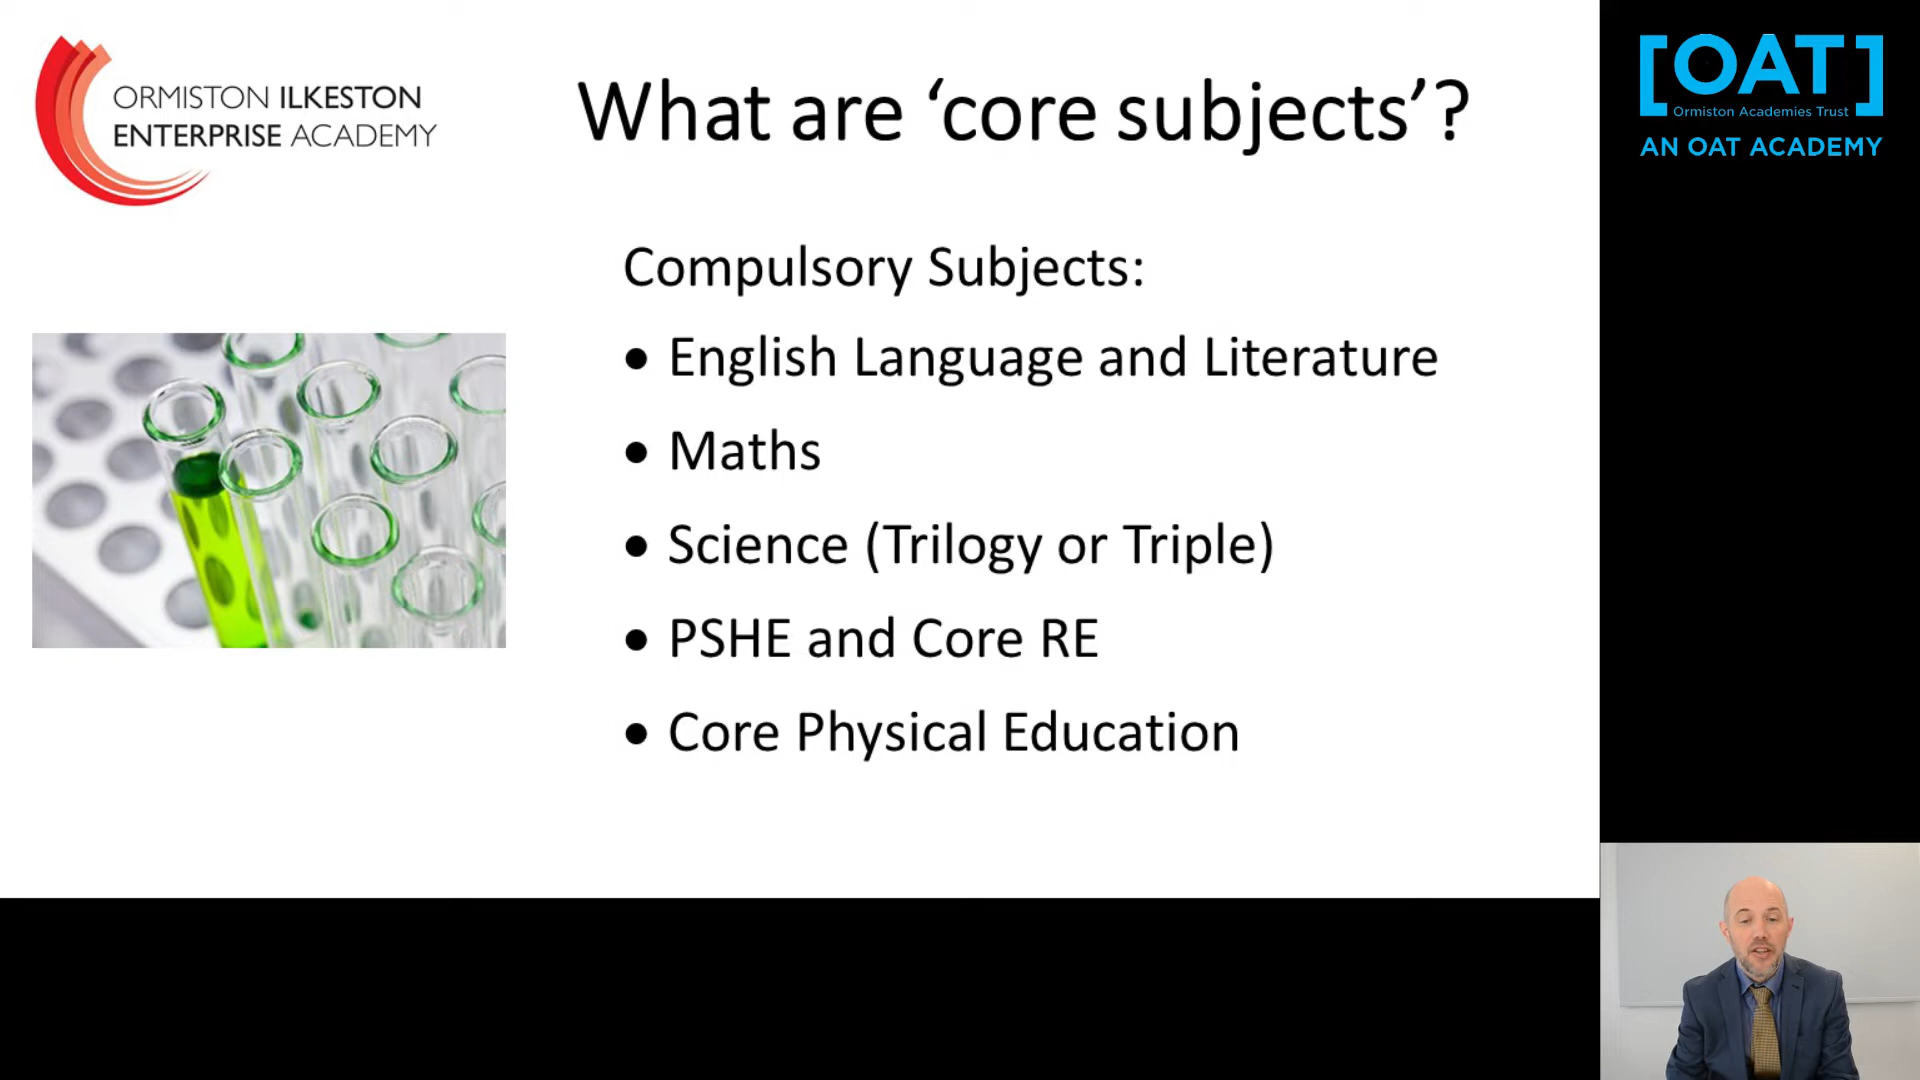 ORMISTON ILKESTON
ENTERPRISE ACADEMY
What are ‘core subjects’?
[OAT]
Ormiston Academies Trust
AN OAT ACADEMY
Compulsory Subjects:
• English Language and Literature
• Maths
• Science (Trilogy or Triple)
• PSHE and Core RE
• Core Physical Education